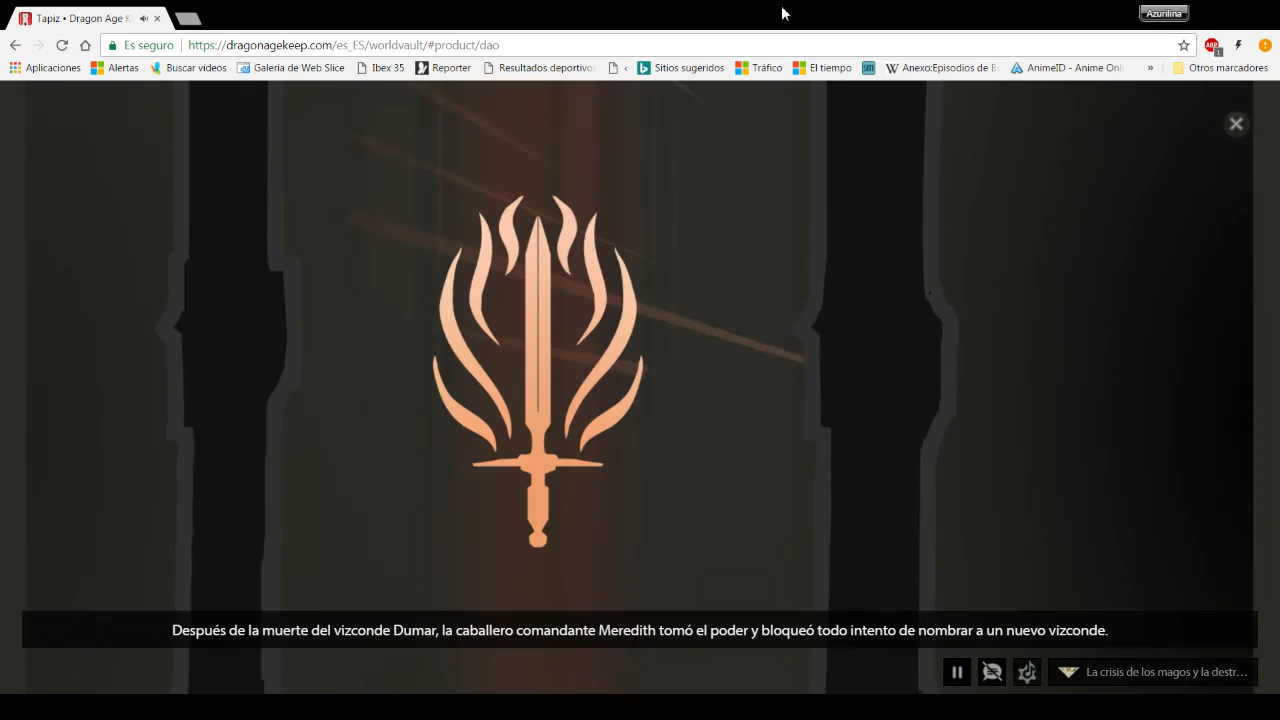 Tapiz • Dragon Age K
Azurilina
Es seguro https://dragonagekeep.com/es_ES/worldvault/#product/dao
Aplicaciones Alertas Buscar videos Galería de Web Slice Ibex 35 Reporter Resultados deportivos Sitios sugeridos Tráfico El tiempo Anexo:Episodios de B AnimeID - Anime Onli » Otros marcadores
Después de la muerte del vizconde Dumar, la caballero comandante Meredith tomó el poder y bloqueó todo intento de nombrar a un nuevo vizconde.
La crisis de los magos y la destr...